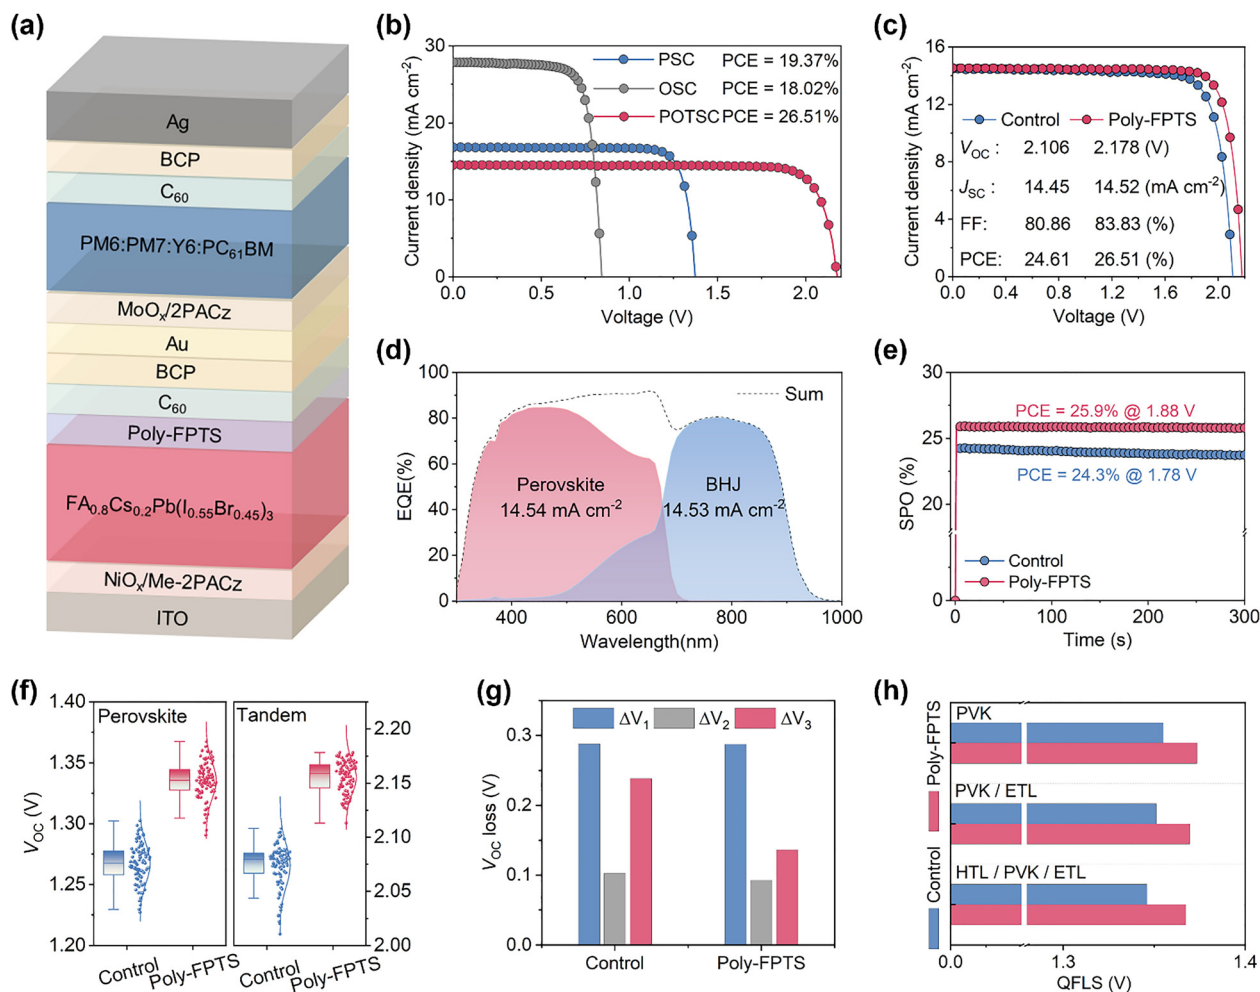 (a)
Ag
BCP
C60
PM6:PM7:Y6:PC61BM
MoOx/2PACz
Au
BCP
C60
Poly-FPTS
FA0.8Cs0.2Pb(I0.55Br0.45)3
NiOx/Me-2PACz
ITO
(b)
Current density (mA cm-2)
30
20
10
0
PSC PCE = 19.37%
OSC PCE = 18.02%
POTSC PCE = 26.51%
0.0 0.5 1.0 1.5 2.0
Voltage (V)
(c)
Current density (mA cm-2)
16
12
8
4
0
Control Poly-FPTS
VOC : 2.106 2.178 (V)
JSC : 14.45 14.52 (mA cm-2)
FF: 80.86 83.83 (%)
PCE: 24.61 26.51 (%)
0.0 0.4 0.8 1.2 1.6 2.0
Voltage (V)
(d)
EQE(%)
100
80
60
40
20
0
Sum
Perovskite
14.54 mA cm-2
BHJ
14.53 mA cm-2
400 600 800 1000
Wavelength(nm)
(e)
SPO (%)
30
25
20
0
PCE = 25.9% @ 1.88 V
PCE = 24.3% @ 1.78 V
Control
Poly-FPTS
0 100 200 300
Time (s)
(f)
VOC (V)
1.40
1.35
1.30
1.25
1.20
Perovskite
Tandem
2.20
2.15
2.10
2.05
2.00
Control Poly-FPTS Control Poly-FPTS
(g)
VOC loss (V)
0.3
0.2
0.1
0.0
ΔV1 ΔV2 ΔV3
Control Poly-FPTS
(h)
Poly-FPTS
Control
PVK
PVK / ETL
HTL / PVK / ETL
0.0 1.3 1.4
QFLS (V)